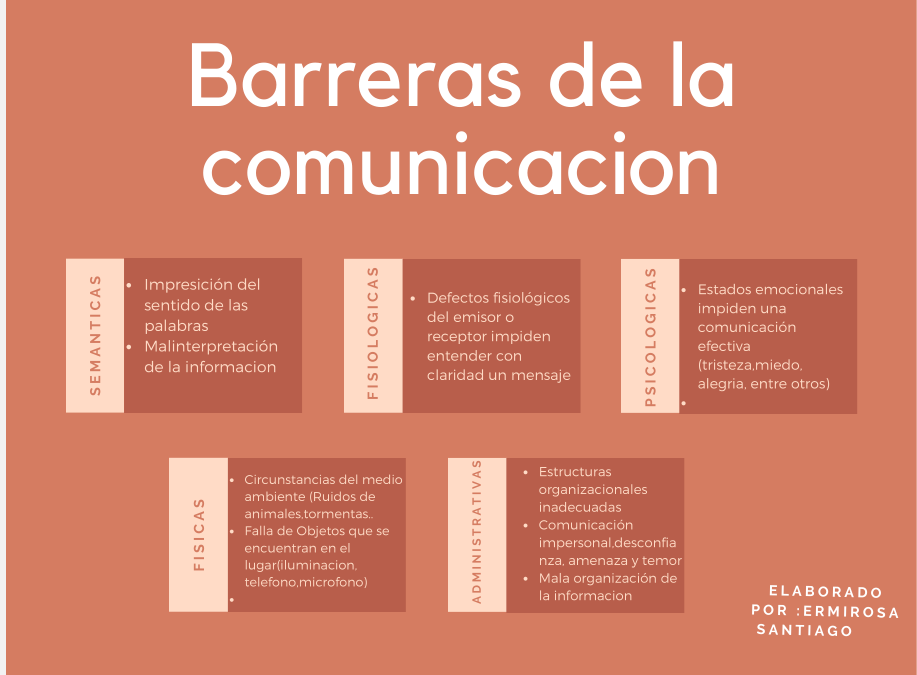 Barreras de la
comunicacion
SEMANTICAS
• Impresición del
sentido de las
palabras
• Malinterpretación
de la informacion
FISIOLOGICAS
• Defectos fisiológicos
del emisor o
receptor impiden
entender con
claridad un mensaje
PSICOLOGICAS
• Estados emocionales
impiden una
comunicación
efectiva
(tristeza,miedo,
alegria, entre otros)
•
FISICAS
• Circunstancias del medio
ambiente (Ruidos de
animales,tormentas..
• Falla de Objetos que se
encuentran en el
lugar(iluminacion,
telefono,microfono)
•
ADMINISTRATIVAS
• Estructuras
organizacionales
inadecuadas
• Comunicación
impersonal,desconfia
nza, amenaza y temor
• Mala organización de
la informacion
ELABORADO
POR :ERMIROSA
SANTIAGO